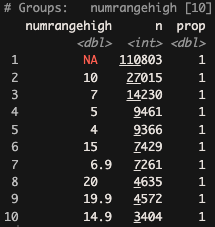 # Groups:   numrangehigh [10]
numrangehigh n prop
<dbl> <int> <dbl>
1 NA 110803 1
2 10 27015 1
3 7 14230 1
4 5 9461 1
5 4 9366 1
6 15 7429 1
7 6.9 7261 1
8 20 4635 1
9 19.9 4572 1
10 14.9 3404 1